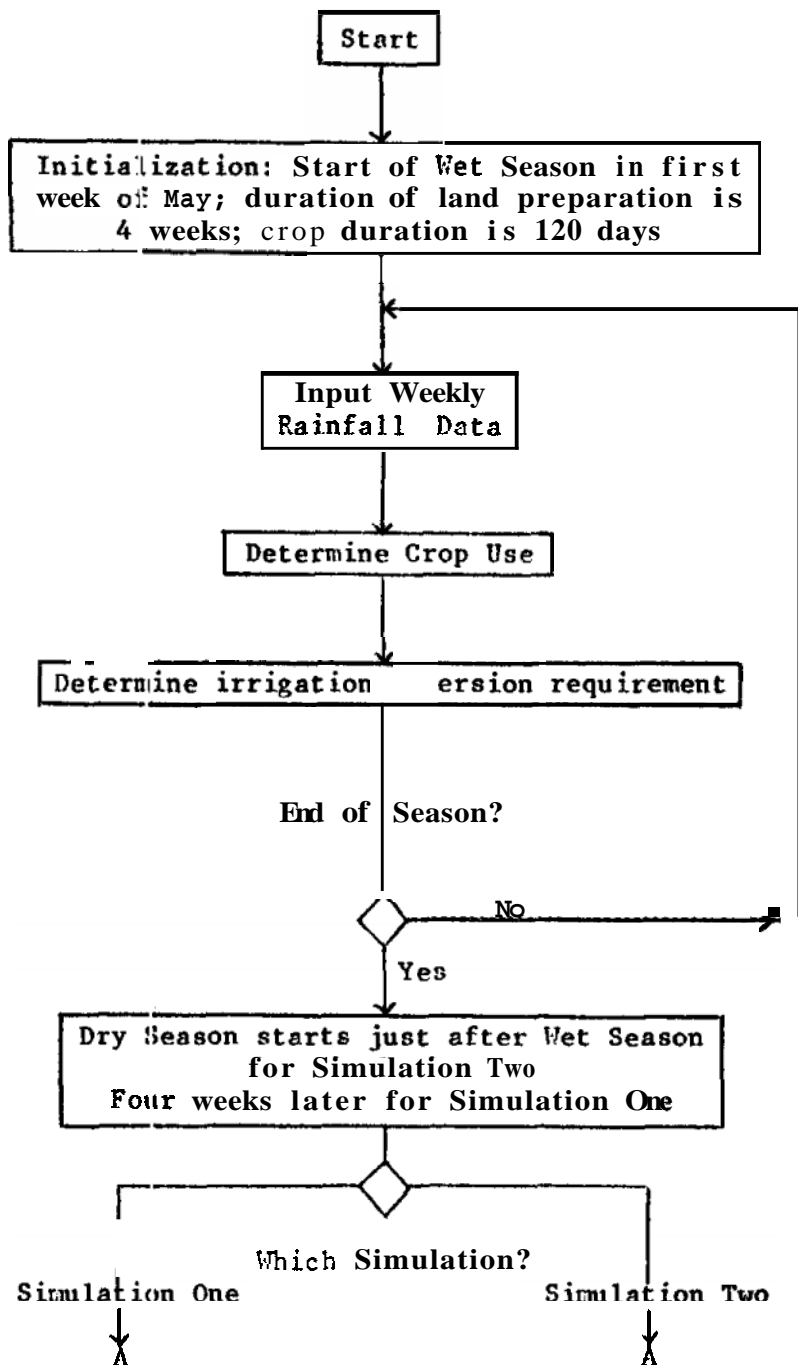 Start
Initialization: Start of Wet Season in first
week of May; duration of land preparation is
4 weeks; crop duration is 120 days
Input Weekly
Rainfall Data
Determine Crop Use
Determine irrigation ersion requirement
End of Season?
No
Yes
Dry Season starts just after Wet Season
for Simulation Two
Four weeks later for Simulation One
Which Simulation?
Simulation One Simulation Two